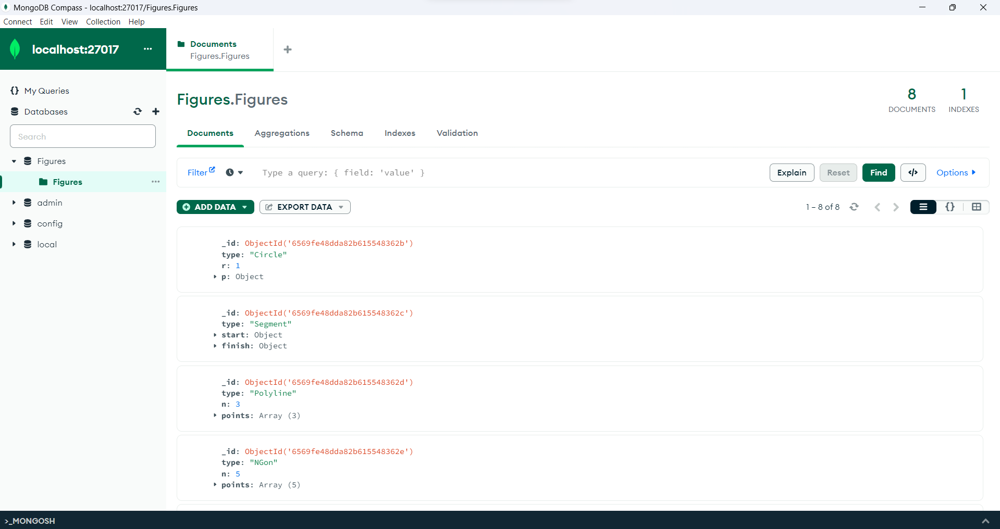 MongoDB Compass - localhost:27017/Figures.Figures
Connect Edit View Collection Help
localhost:27017 ...
Documents
Figures.Figures
{} My Queries
Databases
Search
Figures
Figures
admin
config
local
Figures.Figures
8
DOCUMENTS
1
INDEXES
Documents Aggregations Schema Indexes Validation
Filter Type a query: { field: 'value' } Explain Reset Find </> Options
ADD DATA EXPORT DATA 1 – 8 of 8 {}
_id: ObjectId('6569fe48dda82b615548362b')
type: "Circle"
r: 1
p: Object
_id: ObjectId('6569fe48dda82b615548362c')
type: "Segment"
start: Object
finish: Object
_id: ObjectId('6569fe48dda82b615548362d')
type: "Polyline"
n: 3
points: Array (3)
_id: ObjectId('6569fe48dda82b615548362e')
type: "NGon"
n: 5
points: Array (5)
>_MONGOSH